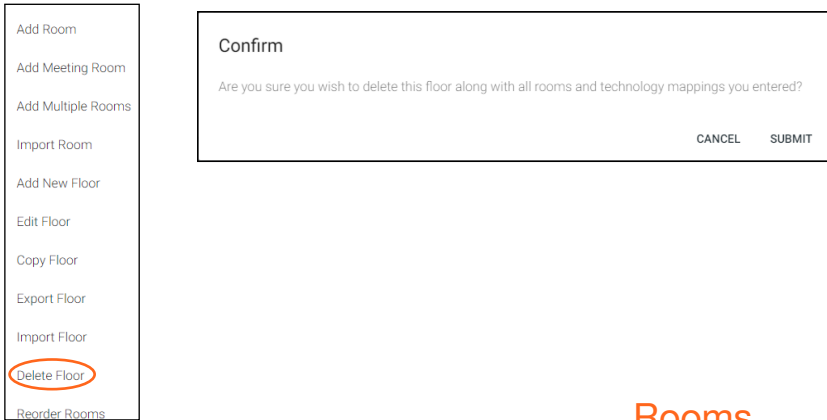 Add Room
Add Meeting Room
Add Multiple Rooms
Import Room
Add New Floor
Edit Floor
Copy Floor
Export Floor
Import Floor
Delete Floor
Reorder Rooms
Confirm
Are you sure you wish to delete this floor along with all rooms and technology mappings you entered?
CANCEL SUBMIT
Rooms